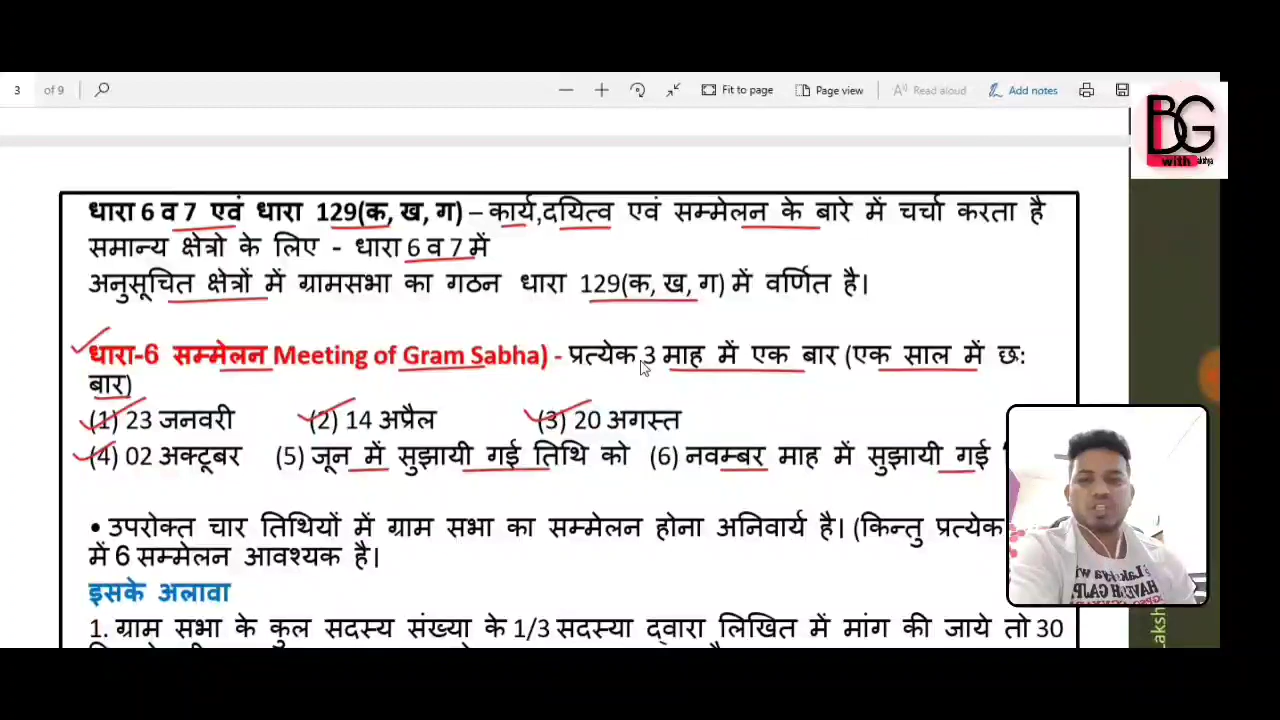 3 of 9 Fit to page Page view Read aloud Add notes
BG
with Lakshya
धारा 6 व 7 एवं धारा 129(क, ख, ग) – कार्य,दयित्व एवं सम्मेलन के बारे में चर्चा करता है
समान्य क्षेत्रो के लिए - धारा 6 व 7 में
अनुसूचित क्षेत्रों में ग्रामसभा का गठन धारा 129(क, ख, ग) में वर्णित है।
धारा-6 सम्मेलन Meeting of Gram Sabha) - प्रत्येक 3 माह में एक बार (एक साल में छः
बार)
(1) 23 जनवरी (2) 14 अप्रैल (3) 20 अगस्त
(4) 02 अक्टूबर (5) जून में सुझायी गई तिथि को (6) नवम्बर माह में सुझायी गई
• उपरोक्त चार तिथियों में ग्राम सभा का सम्मेलन होना अनिवार्य है। (किन्तु प्रत्येक
में 6 सम्मेलन आवश्यक है।
इसके अलावा
1. ग्राम सभा के कुल सदस्य संख्या के 1/3 सदस्या द्वारा लिखित में मांग की जाये तो 30